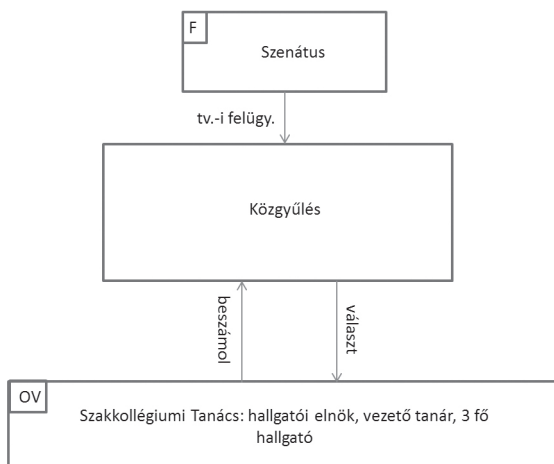 F
Szenátus
tv.-i felügy.
Közgyűlés
beszámol
választ
OV
Szakkollégiumi Tanács: hallgatói elnök, vezető tanár, 3 fő
hallgató